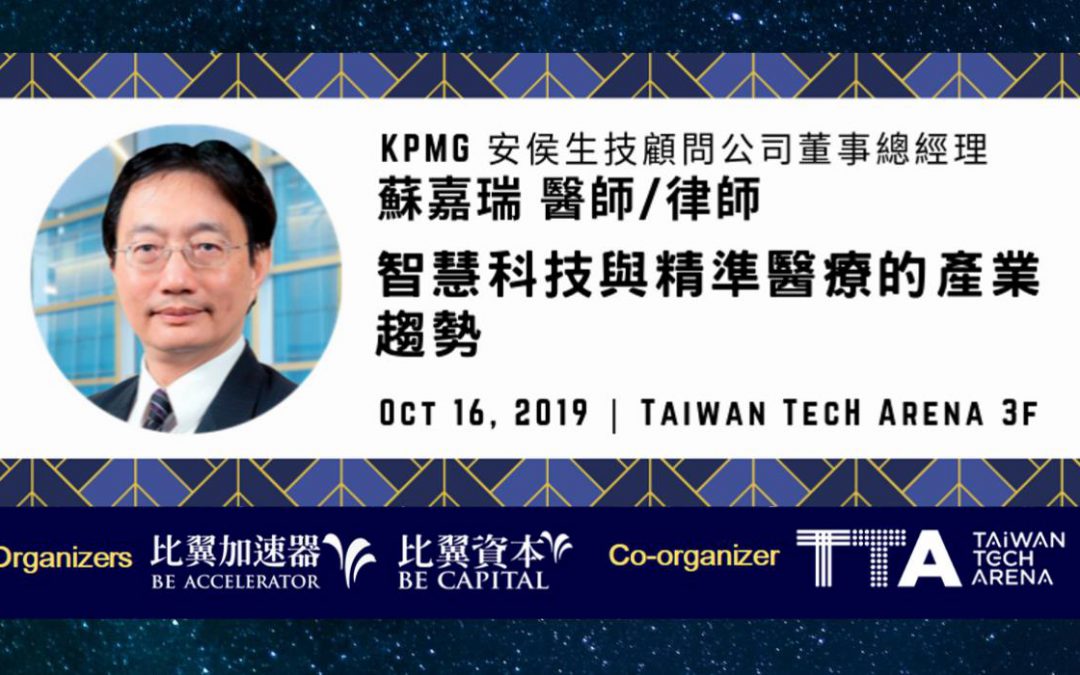 KPMG 安侯生技顧問公司董事總經理
蘇嘉瑞 醫師/律師
智慧科技與精準醫療的產業
趨勢
OCT 16, 2019 | TAIWAN TECH ARENA 3F
Organizers 比翼加速器 比翼資本 Co-organizer TTA TAiWAN
BE ACCELERATOR BE CAPITAL TECH
ARENA